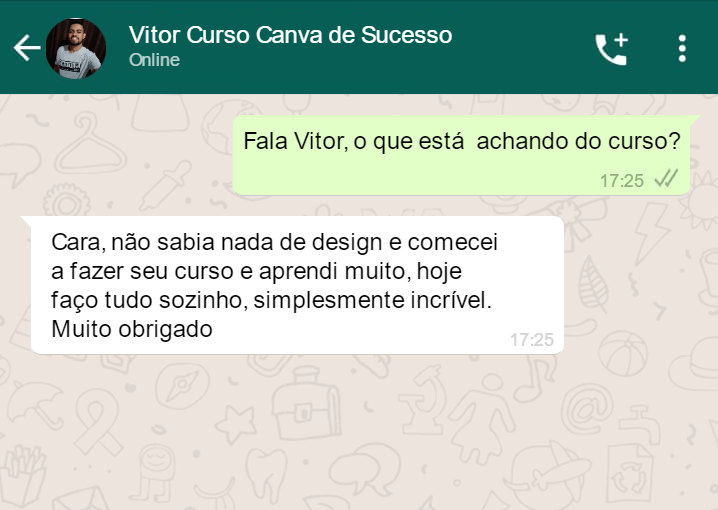 Vitor Curso Canva de Sucesso
Online
Fala Vitor, o que está  achando do curso?
17:25
Cara, não sabia nada de design e comecei
a fazer seu curso e aprendi muito, hoje
faço tudo sozinho, simplesmente incrível.
Muito obrigado
17:25